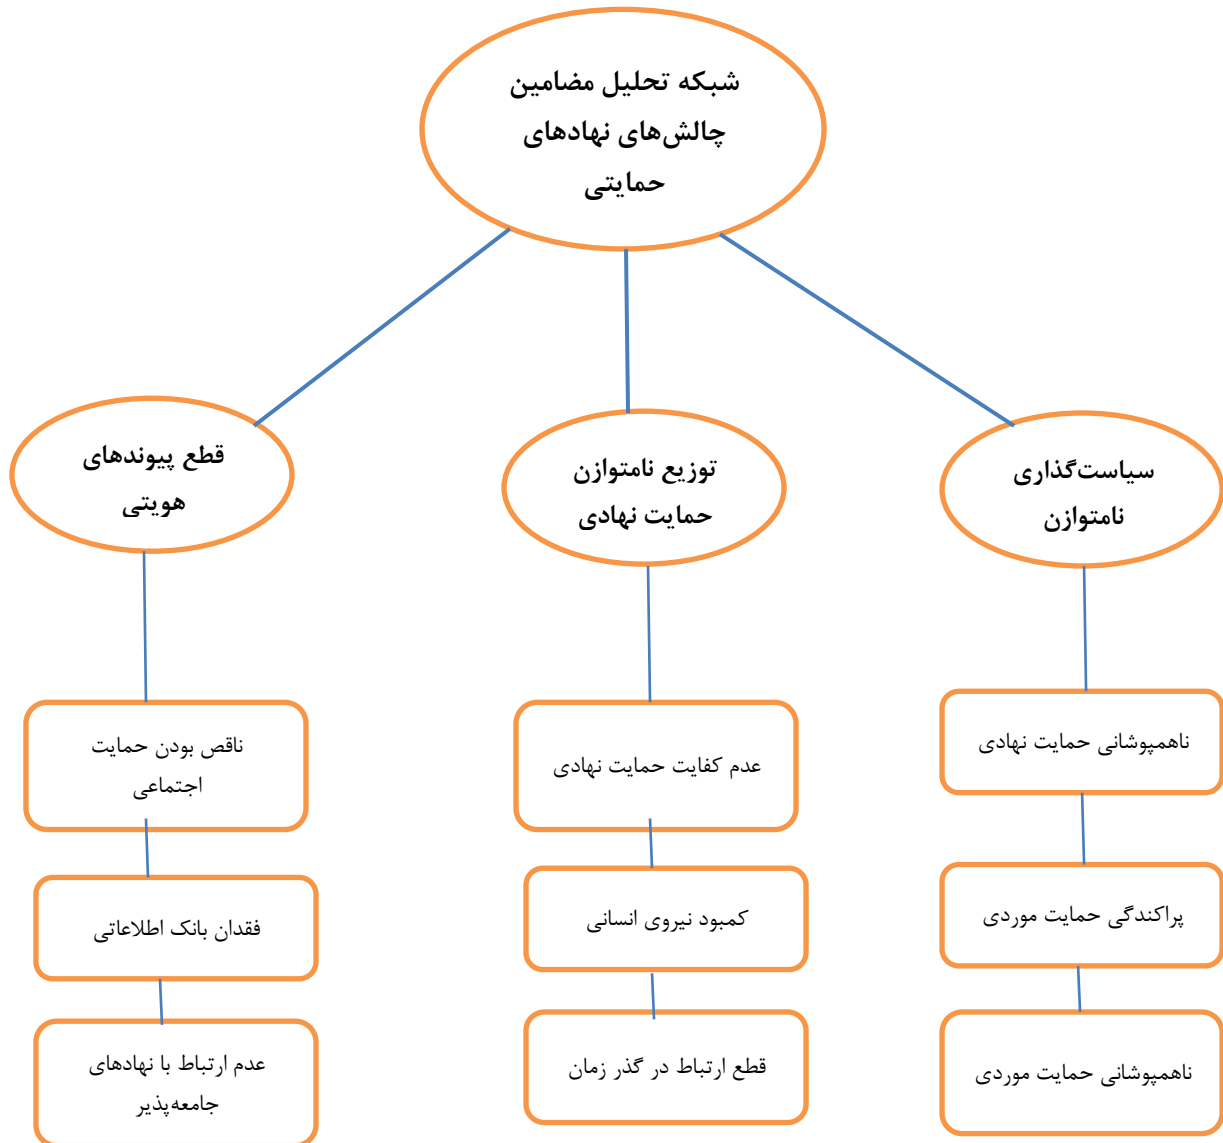 شبکه تحلیل مضامین
چالش‌های نهادهای
حمایتی
سیاست‌گذاری
نامتوازن
توزیع نامتوازن
حمایت نهادی
قطع پیوندهای
هویتی
ناهمپوشانی حمایت نهادی
پراکندگی حمایت موردی
ناهمپوشانی حمایت موردی
عدم کفایت حمایت نهادی
کمبود نیروی انسانی
قطع ارتباط در گذر زمان
ناقص بودن حمایت
اجتماعی
فقدان بانک اطلاعاتی
عدم ارتباط با نهادهای
جامعه‌پذیر